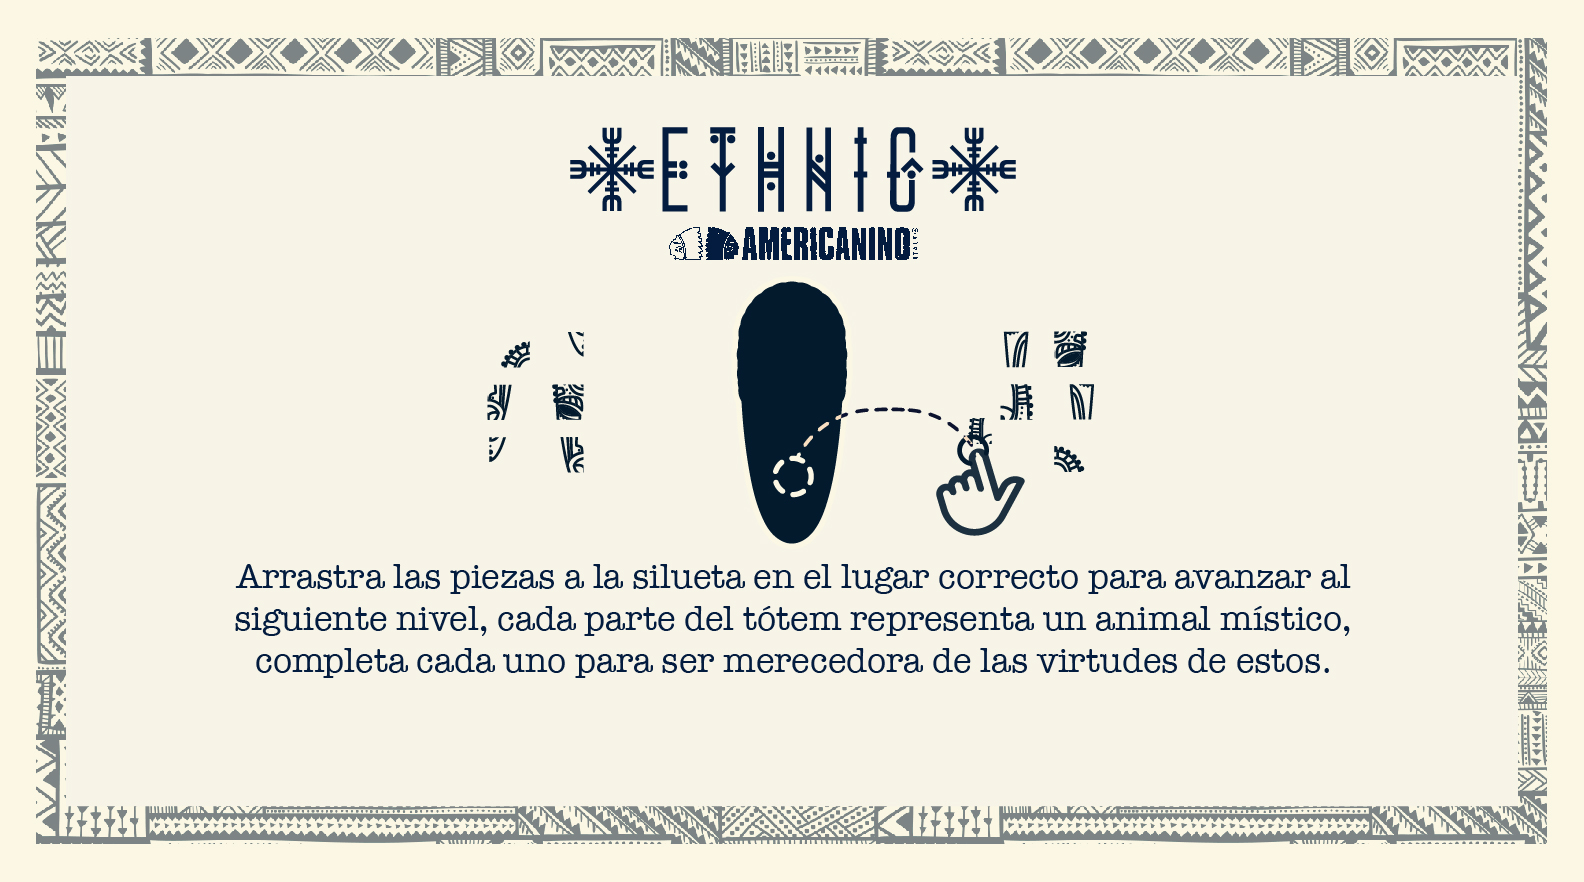 ETHNIC
AMERICANINO
Arrastra las piezas a la silueta en el lugar correcto para avanzar al
siguiente nivel, cada parte del tótem representa un animal místico,
completa cada uno para ser merecedora de las virtudes de estos.